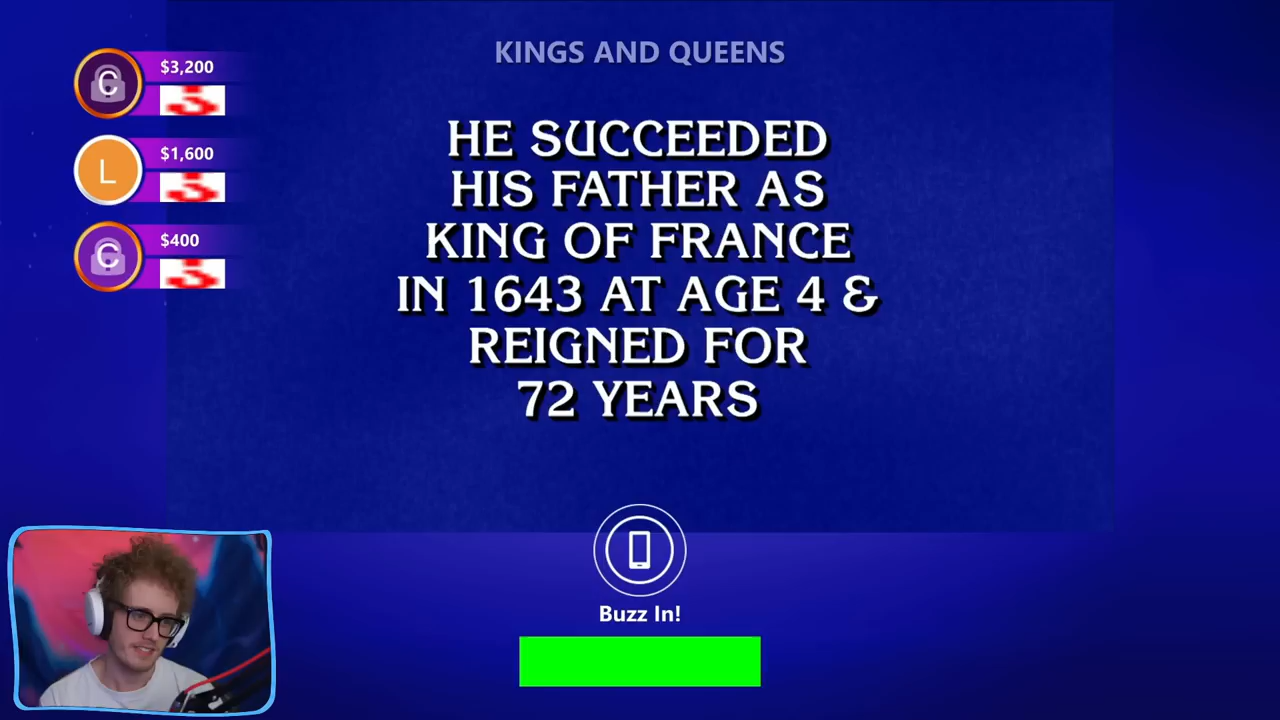 KINGS AND QUEENS
C
$3,200
L
$1,600
C
$400
HE SUCCEEDED
HIS FATHER AS
KING OF FRANCE
IN 1643 AT AGE 4 &
REIGNED FOR
72 YEARS
Buzz In!